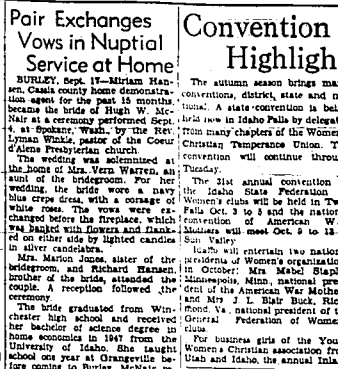 Pair Exchanges
Vows in Nuptial
Service at Home
BURLEY, Sept. 17—Miriam Han-
sen, Cassia county home demonstra-
tion agent for the past 15 months,
became the bride of Hugh W. Mc-
Nair at a ceremony performed Sept.
4, at Spokane, Wash., by the Rev.
Lyman Winkle, pastor of the Coeur
d'Alene Presbyterian church.
The wedding was solemnized at
the home of Mrs. Vern Warren, an
aunt of the bridegroom. For her
wedding, the bride wore a navy
blue crepe dress, with a corsage of
white roses. The vows were ex-
changed before the fireplace, which
was banked with flowers and flank-
ed on either side by lighted candles
in silver candelabra.
Mrs. Marion Jones, sister of the
bridegroom, and Richard Hansen,
brother of the bride, attended the
couple. A reception followed the
ceremony.
The bride graduated from Win-
chester high school and received
her bachelor of science degree in
home economics in 1947 from the
University of Idaho. She taught
school one year at Orangeville be-
fore coming to Burley. McNair
Convention
Highligh
The autumn season brings ma
conventions, district, state and n
tional. A state convention is bei
held now in Idaho Falls by delegat
from many chapters of the Women
Christian Temperance Union. T
convention will continue throug
Tuesday.
The 31st annual convention
the Idaho State Federation
Women's clubs will be held in Tw
Falls Oct. 3 to 5 and the nation
convention of American W
Mothers will meet Oct. 9 to 13
Sun Valley
Idaho will entertain two nation
presidents of Women's organizatio
in October; Mrs. Mabel Stapl
Minneapolis, Minn., national pre
dent of the American War Mothe
and Mrs J. L. Blair Buck, Ric
mond, Va. national president of t
General Federation of Women
clubs.
For business girls of the You
Women's Christian association fro
Utah and Idaho, the annual Inla